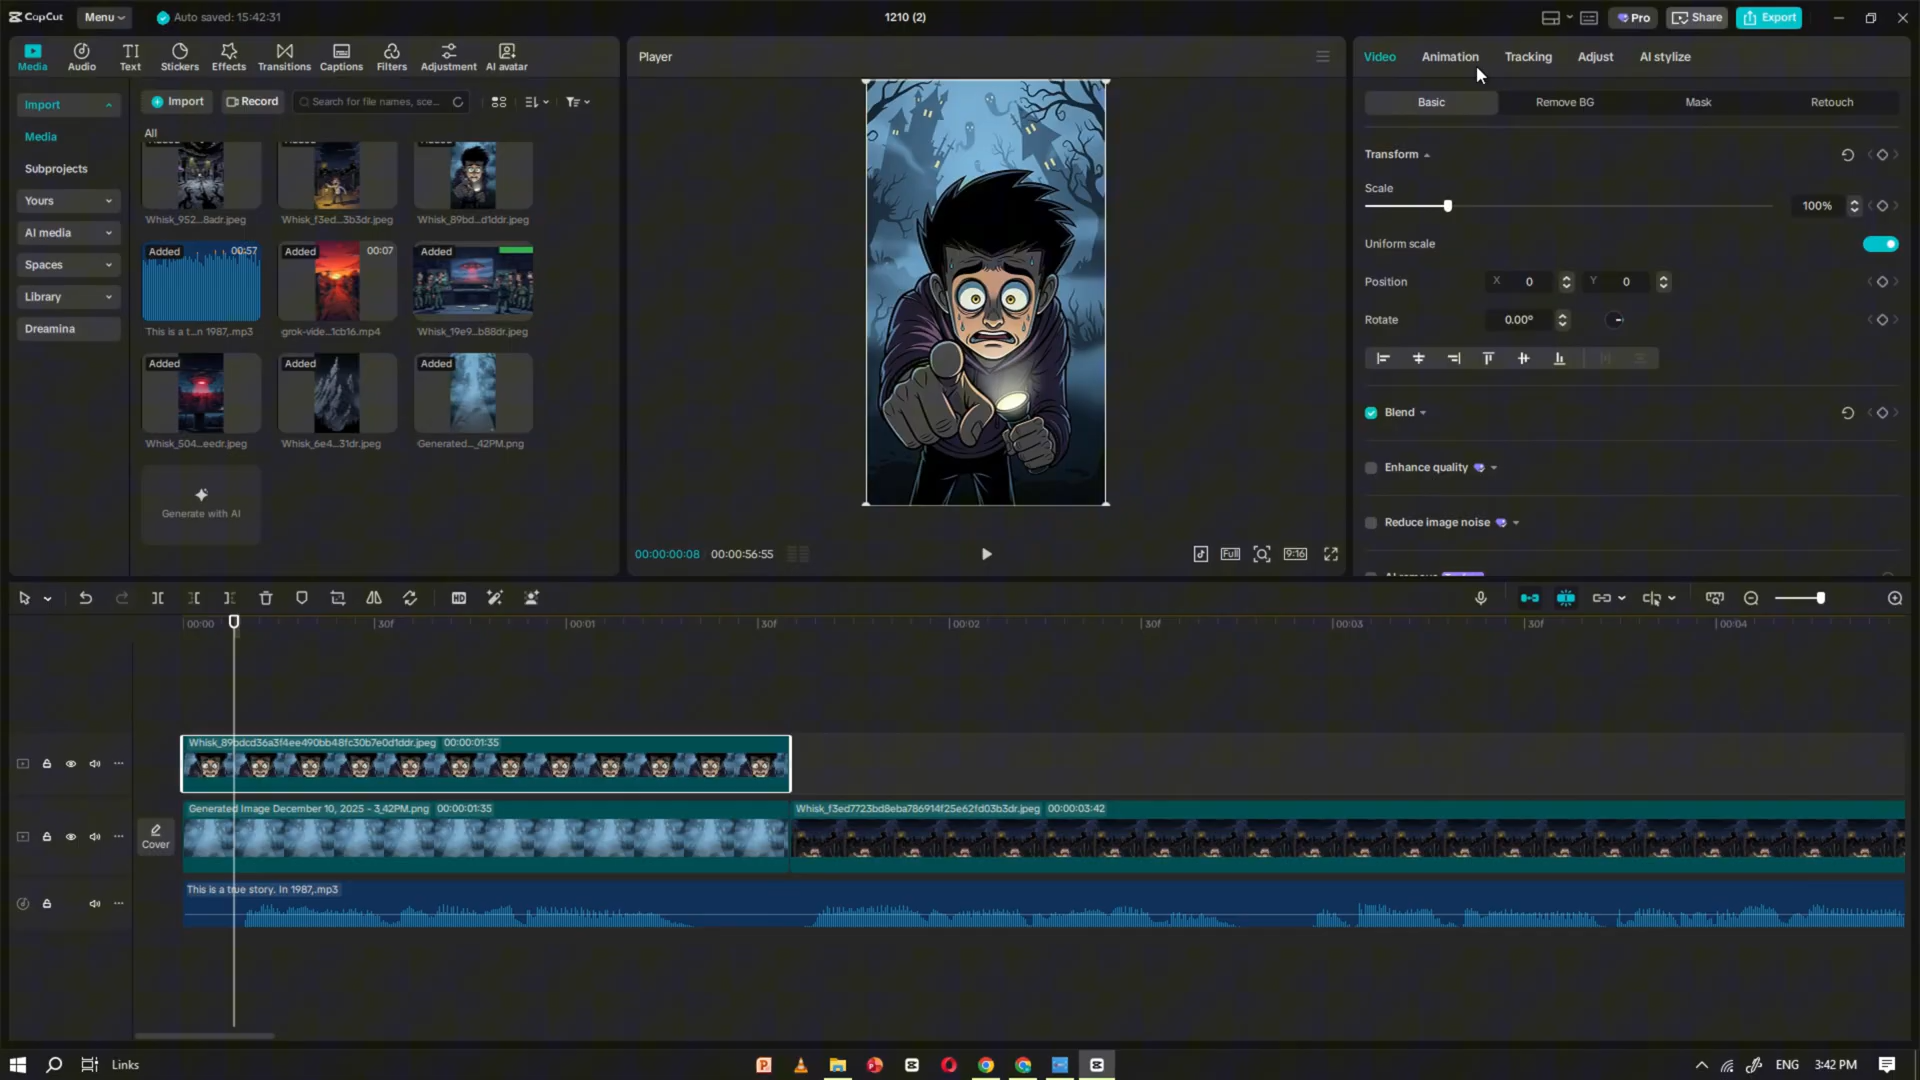 CapCut
Menu
Auto saved: 15:42:31
1210 (2)
Pro
Share
Export
Media
Audio
Text
Stickers
Effects
Transitions
Captions
Filters
Adjustment
AI avatar
Import
Media
Subprojects
Yours
AI media
Spaces
Library
Dreamina
Import
Record
Search for file names, sce...
All
Added
Added
Added
Whisk_952...8adr.jpeg
Whisk_f3ed...3b3dr.jpeg
Whisk_89bd...d1ddr.jpeg
Added
00:57
Added
00:07
Added
This is a t...n 1987,.mp3
grok-vide...1cb16.mp4
Whisk_19e9...b88dr.jpeg
Added
Added
Added
Whisk_504...eedr.jpeg
Whisk_6e4...31dr.jpeg
Generated..._42PM.png
Generate with AI
Player
00:00:00:08
00:00:56:55
Full
9:16
Video
Animation
Tracking
Adjust
AI stylize
Basic
Remove BG
Mask
Retouch
Transform
Scale
100%
Uniform scale
Position
X 0
Y 0
Rotate
0.00°
Blend
Enhance quality
Reduce image noise
AI remove
HD
00:00
30f
00:01
30f
00:02
30f
00:03
30f
00:04
Whisk_89bdcd36a3f4ee490bb48fc30b7e0d1ddr.jpeg 00:00:01:35
Cover
Generated Image December 10, 2025 - 3_42PM.png 00:00:01:35
Whisk_f3ed7723bd8eba786914f25e62fd03b3dr.jpeg 00:00:03:42
This is a true story. In 1987,.mp3
Links
ENG
3:42 PM